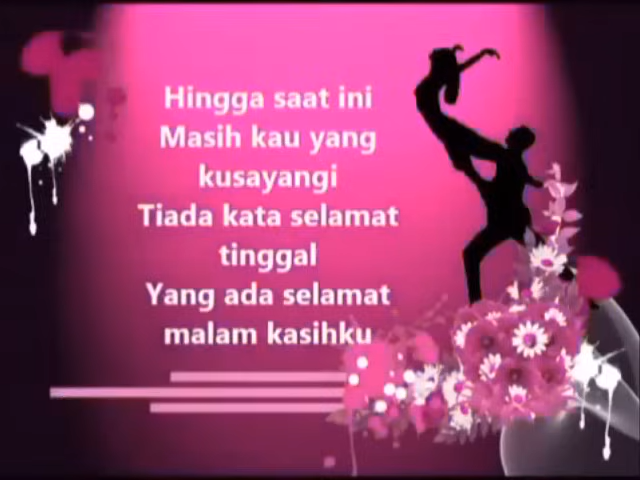 Hingga saat ini
Masih kau yang
kusayangi
Tiada kata selamat
tinggal
Yang ada selamat
malam kasihku